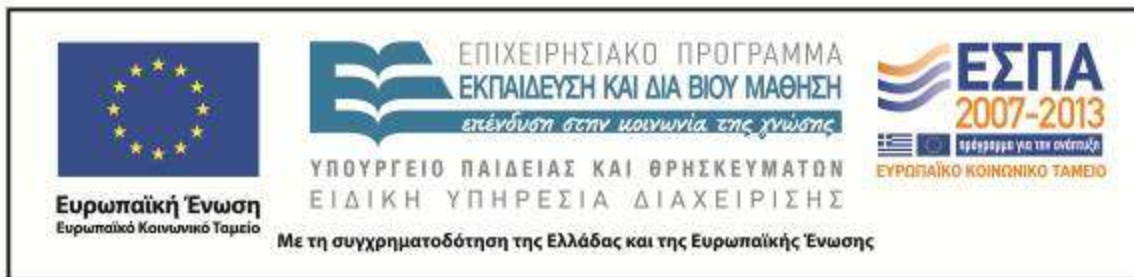 Ευρωπαϊκή Ένωση
Ευρωπαϊκό Κοινωνικό Ταμείο
ΕΠΙΧΕΙΡΗΣΙΑΚΟ ΠΡΟΓΡΑΜΜΑ
ΕΚΠΑΙΔΕΥΣΗ ΚΑΙ ΔΙΑ ΒΙΟΥ ΜΑΘΗΣΗ
επένδυση στην κοινωνία της γνώσης
ΥΠΟΥΡΓΕΙΟ ΠΑΙΔΕΙΑΣ ΚΑΙ ΘΡΗΣΚΕΥΜΑΤΩΝ
ΕΙΔΙΚΗ ΥΠΗΡΕΣΙΑ ΔΙΑΧΕΙΡΙΣΗΣ
Με τη συγχρηματοδότηση της Ελλάδας και της Ευρωπαϊκής Ένωσης
ΕΣΠΑ
2007-2013
πρόγραμμα για την ανάπτυξη
ΕΥΡΩΠΑΪΚΟ ΚΟΙΝΩΝΙΚΟ ΤΑΜΕΙΟ